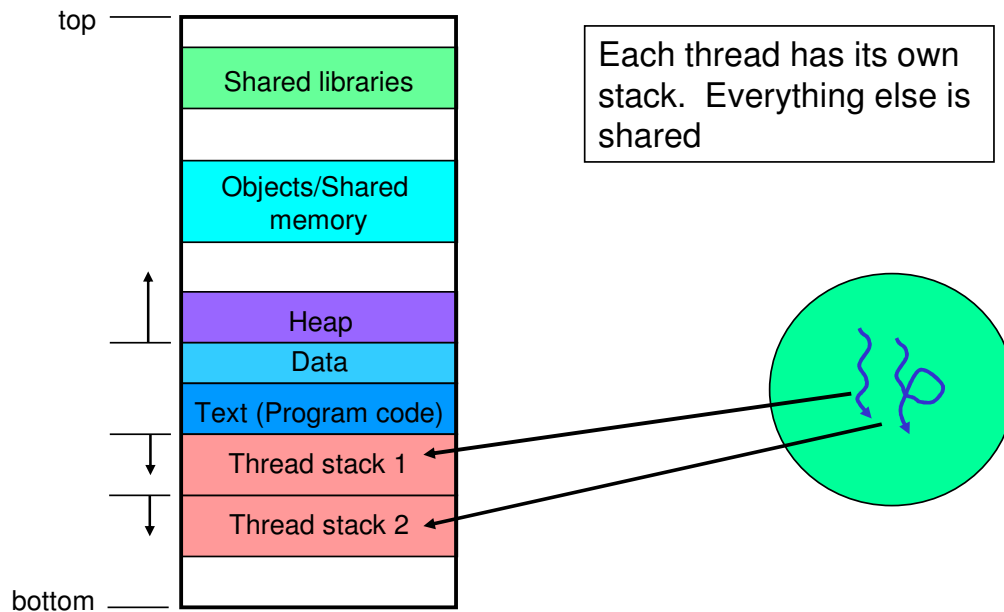 top
Shared libraries
Objects/Shared
memory
Heap
Data
Text (Program code)
Thread stack 1
Thread stack 2
bottom
Each thread has its own
stack.  Everything else is
shared